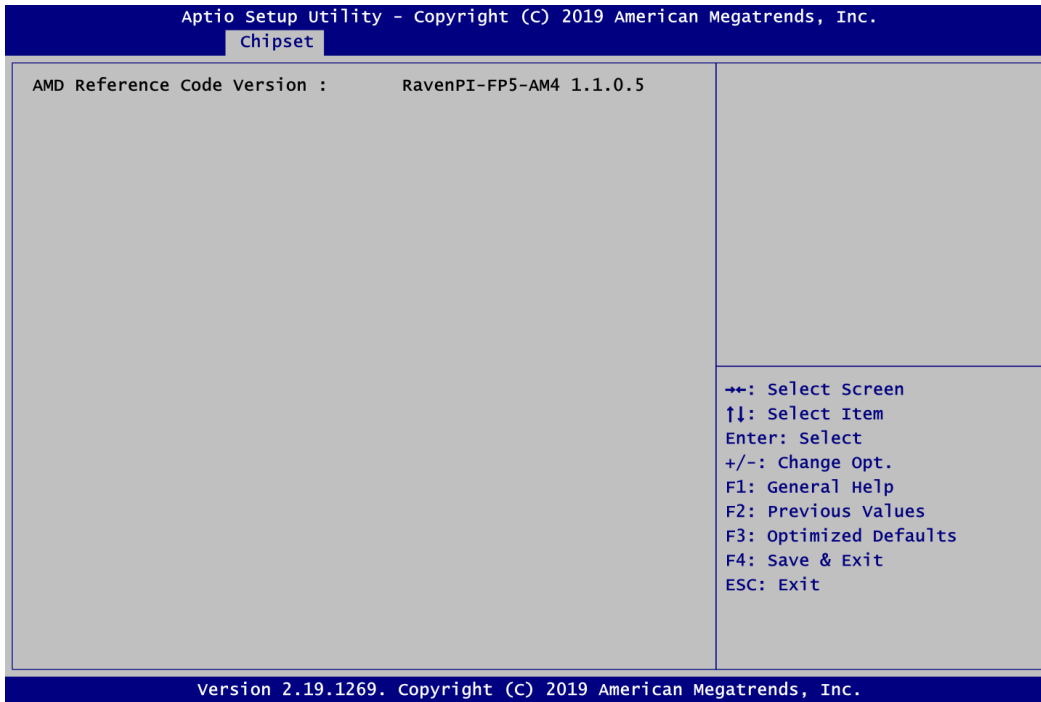 Aptio Setup Utility - Copyright (C) 2019 American Megatrends, Inc.
Chipset
AMD Reference Code Version : RavenPI-FP5-AM4 1.1.0.5
→←: Select Screen
↑↓: Select Item
Enter: Select
+/-: Change Opt.
F1: General Help
F2: Previous Values
F3: Optimized Defaults
F4: Save & Exit
ESC: Exit
Version 2.19.1269. Copyright (C) 2019 American Megatrends, Inc.